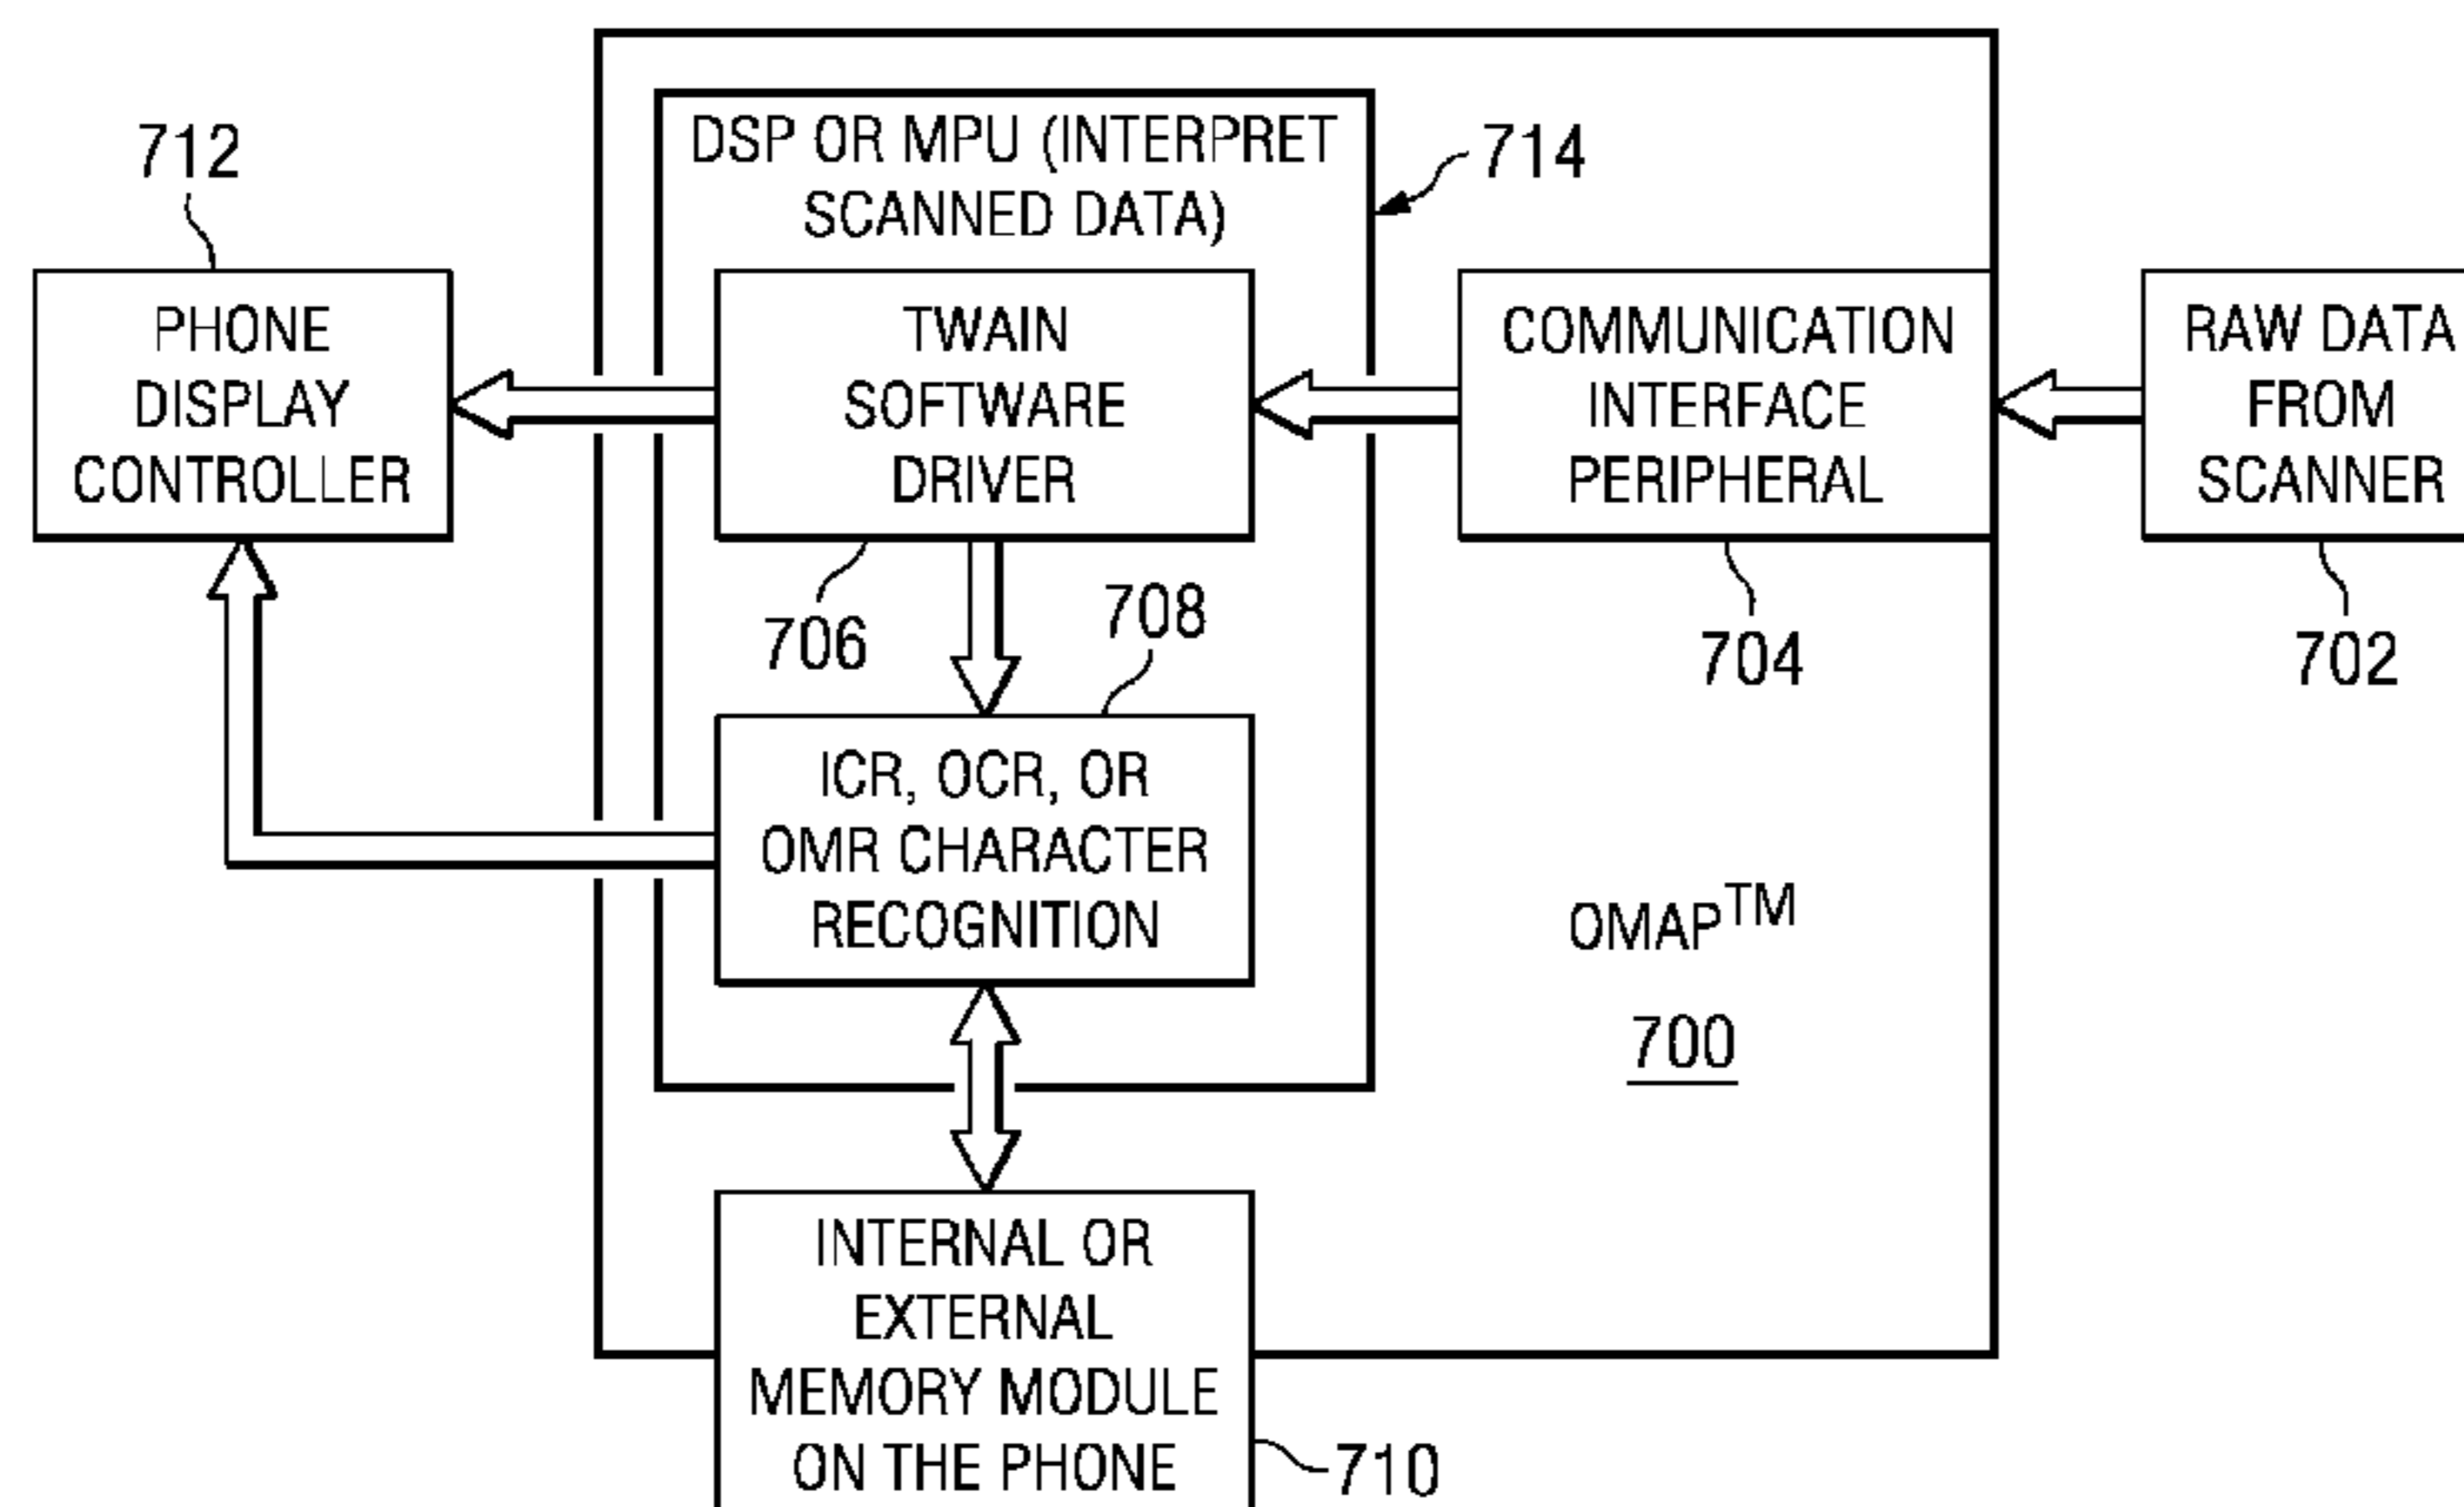 DSP OR MPU (INTERPRET
SCANNED DATA)
714
712
PHONE
DISPLAY
CONTROLLER
TWAIN
SOFTWARE
DRIVER
COMMUNICATION
INTERFACE
PERIPHERAL
RAW DATA
FROM
SCANNER
706
708
704
702
ICR, OCR, OR
OMR CHARACTER
RECOGNITION
OMAP™
700
INTERNAL OR
EXTERNAL
MEMORY MODULE
ON THE PHONE
710